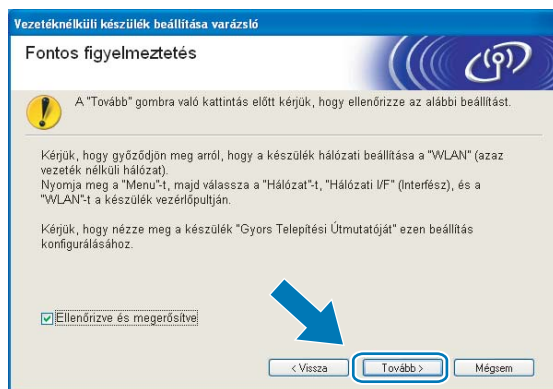 Vezetéknélküli készülék beállítása varázsló
Fontos figyelmeztetés
A "Tovább" gombra való kattintás előtt kérjük, hogy ellenőrizze az alábbi beállítást.
Kérjük, hogy győződjön meg arról, hogy a készülék hálózati beállítása a "WLAN" (azaz
vezeték nélküli hálózat).
Nyomja meg a "Menu"-t, majd válassza a "Hálózat"-t, "Hálózati I/F" (Interfész), és a
"WLAN"-t a készülék vezérlőpultján.
Kérjük, hogy nézze meg a készülék "Gyors Telepítési Útmutatóját" ezen beállítás
konfigurálásához.
Ellenőrizve és megerősítve
< Vissza Tovább > Mégsem